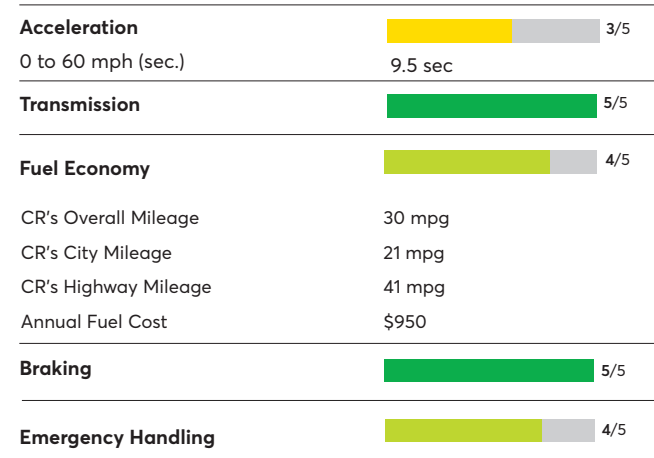 Acceleration 3/5
0 to 60 mph (sec.) 9.5 sec
Transmission 5/5
Fuel Economy 4/5
CR's Overall Mileage 30 mpg
CR's City Mileage 21 mpg
CR's Highway Mileage 41 mpg
Annual Fuel Cost $950
Braking 5/5
Emergency Handling 4/5